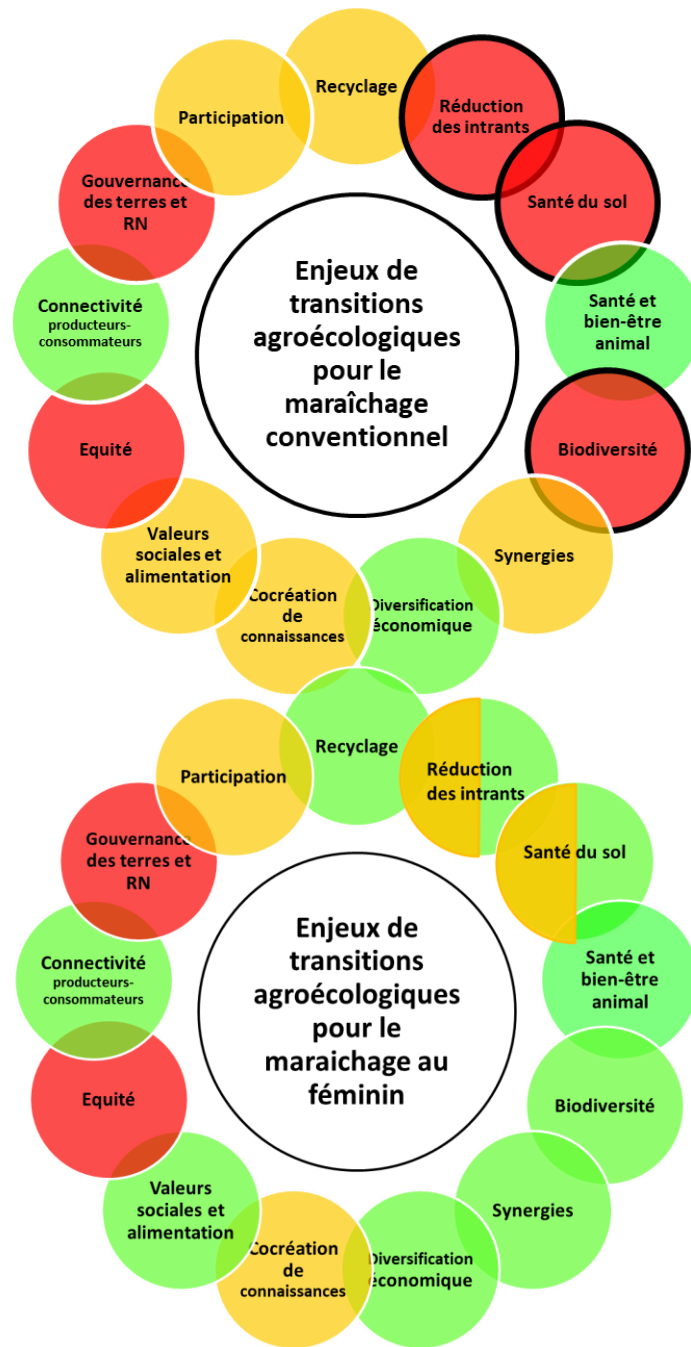 Recyclage
Réduction
des intrants
Santé du sol
Santé et
bien-être
animal
Biodiversité
Synergies
Diversification
économique
Cocréation
de
connaissances
Valeurs
sociales et
alimentation
Equité
Connectivité
producteurs-
consommateurs
Gouvernance
des terres et
RN
Participation
Enjeux de
transitions
agroécologiques
pour le
maraîchage
conventionnel
Recyclage
Réduction
des intrants
Santé du sol
Santé et
bien-être
animal
Biodiversité
Synergies
Diversification
économique
Cocréation
de
connaissances
Valeurs
sociales et
alimentation
Equité
Connectivité
producteurs-
consommateurs
Gouvernance
des terres et
RN
Participation
Enjeux de
transitions
agroécologiques
pour le
maraichage au
féminin